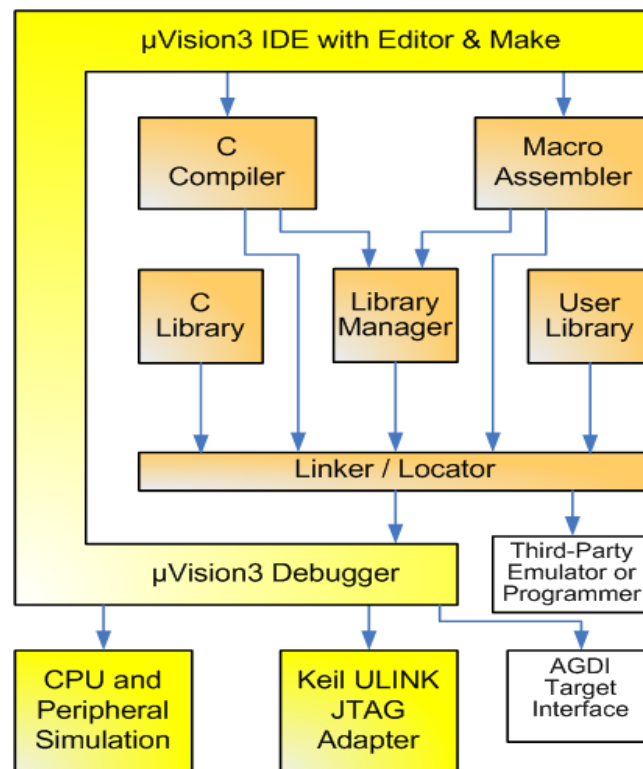 µVision3 IDE with Editor & Make
C
Compiler
Macro
Assembler
C
Library
Library
Manager
User
Library
Linker / Locator
µVision3 Debugger
Third-Party
Emulator or
Programmer
CPU and
Peripheral
Simulation
Keil ULINK
JTAG
Adapter
AGDI
Target
Interface